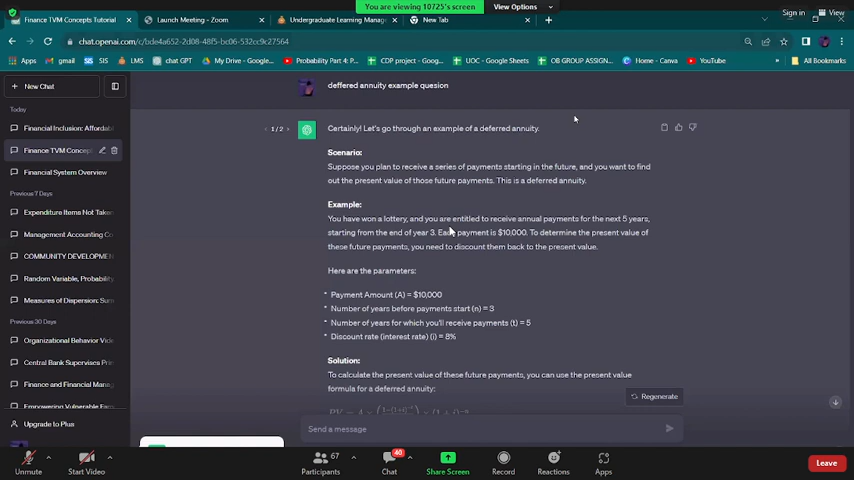 You are viewing 10725's screen
View Options
Sign in
View
Finance TVM Concepts Tutorial
Launch Meeting - Zoom
Undergraduate Learning Manage
New Tab
chat.openai.com/c/bde4a652-2d08-48f5-bc06-532cc9c27564
Apps
gmail
SIS
LMS
chat GPT
My Drive - Google...
Probability Part 4: P...
CDP project - Goog...
UOC - Google Sheets
OB GROUP ASSIGN...
Home - Canva
YouTube
All Bookmarks
New Chat
Today
Financial Inclusion: Affordab
Finance TVM Concept
Financial System Overview
Previous 7 Days
Expenditure Items Not Taken
Management Accounting Co
COMMUNITY DEVELOPMEN
Random Variable, Probability
Measures of Dispersion: Sum
Previous 30 Days
Organizational Behavior Vide
Central Bank Supervises Prin
Finance and Financial Manag
Empowering Vulnerable Fam
Upgrade to Plus
deffered annuity example quesion
1 / 2
Certainly! Let's go through an example of a deferred annuity.
Scenario:
Suppose you plan to receive a series of payments starting in the future, and you want to find
out the present value of those future payments. This is a deferred annuity.
Example:
You have won a lottery, and you are entitled to receive annual payments for the next 5 years,
starting from the end of year 3. Each payment is $10,000. To determine the present value of
these future payments, you need to discount them back to the present value.
Here are the parameters:
• Payment Amount (A) = $10,000
• Number of years before payments start (n) = 3
• Number of years for which you'll receive payments (t) = 5
• Discount rate (interest rate) (i) = 8%
Solution:
To calculate the present value of these future payments, you can use the present value
formula for a deferred annuity:
Regenerate
Send a message
Unmute
Start Video
67
Participants
40
Chat
Share Screen
Record
Reactions
Apps
Leave